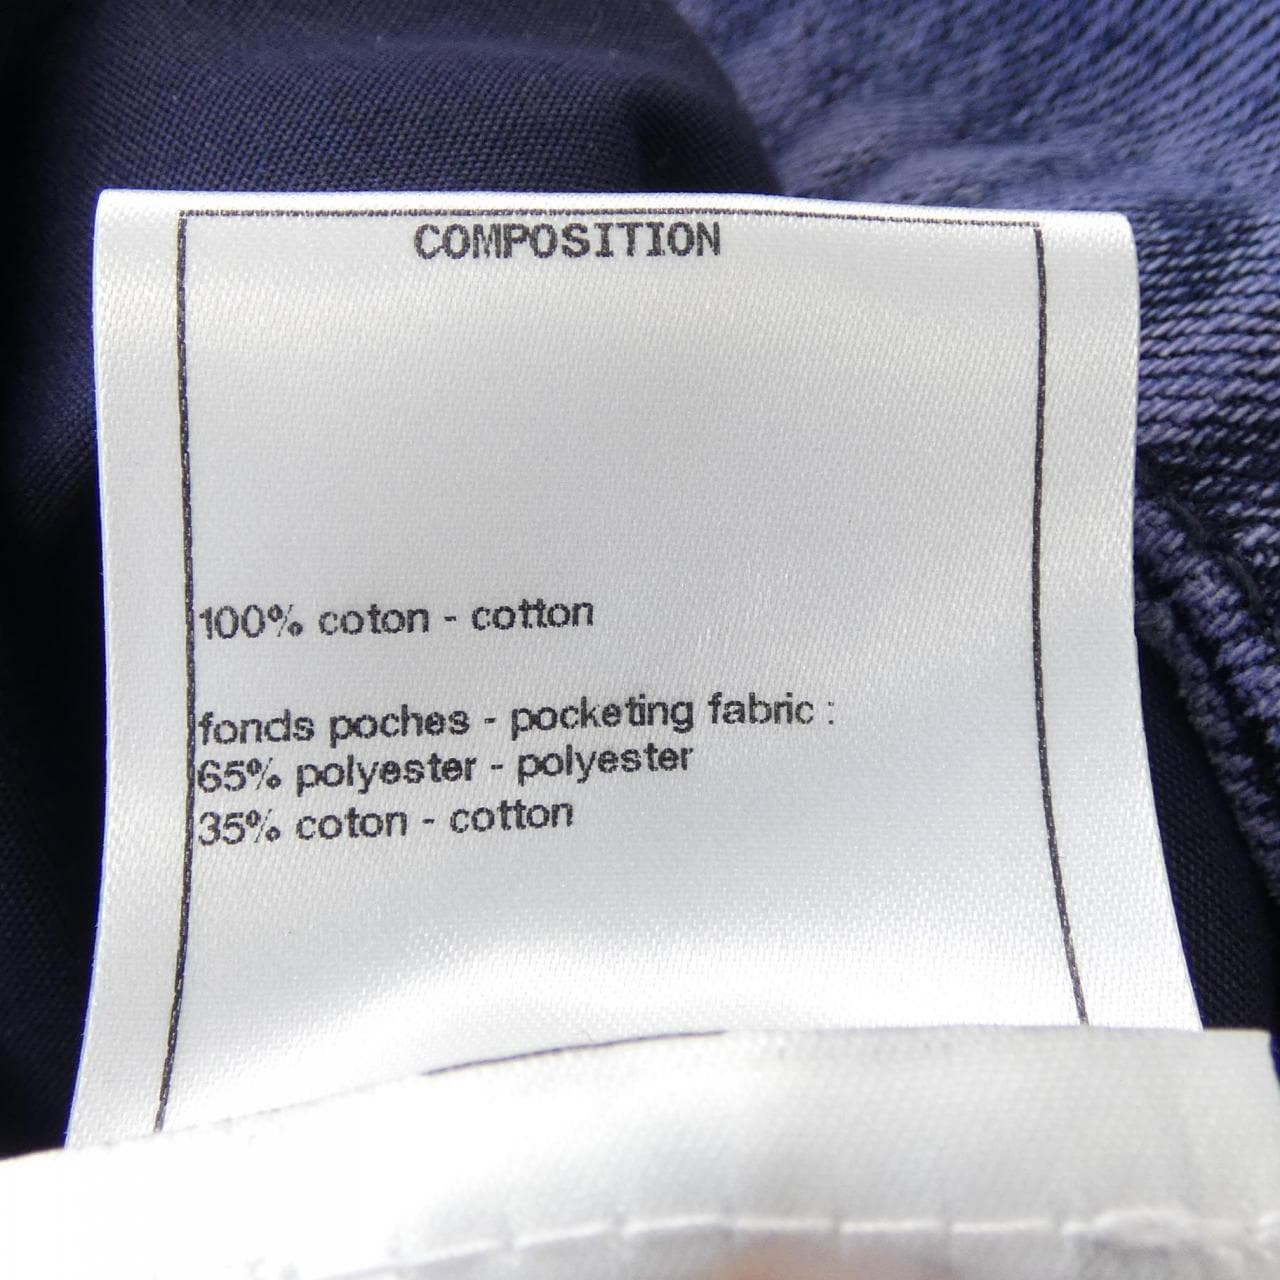 COMPOSITION
100% coton - cotton
fonds poches - pocketing fabric :
65% polyester - polyester
35% coton - cotton